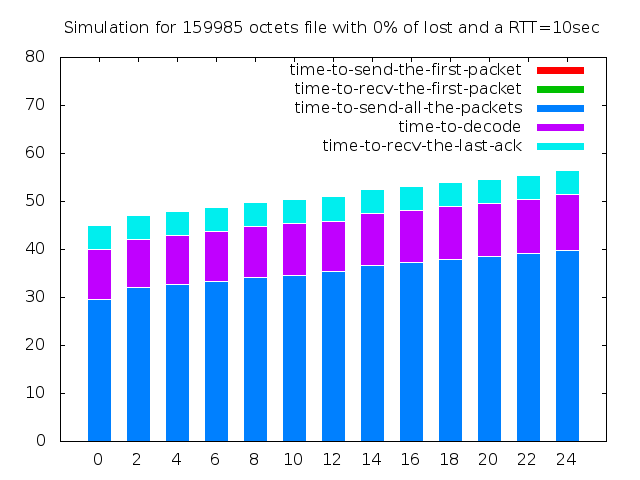 Simulation for 159985 octets file with 0% of lost and a RTT=10sec
80
70
60
50
40
30
20
10
0
time-to-send-the-first-packet
time-to-recv-the-first-packet
time-to-send-all-the-packets
time-to-decode
time-to-recv-the-last-ack
0 2 4 6 8 10 12 14 16 18 20 22 24